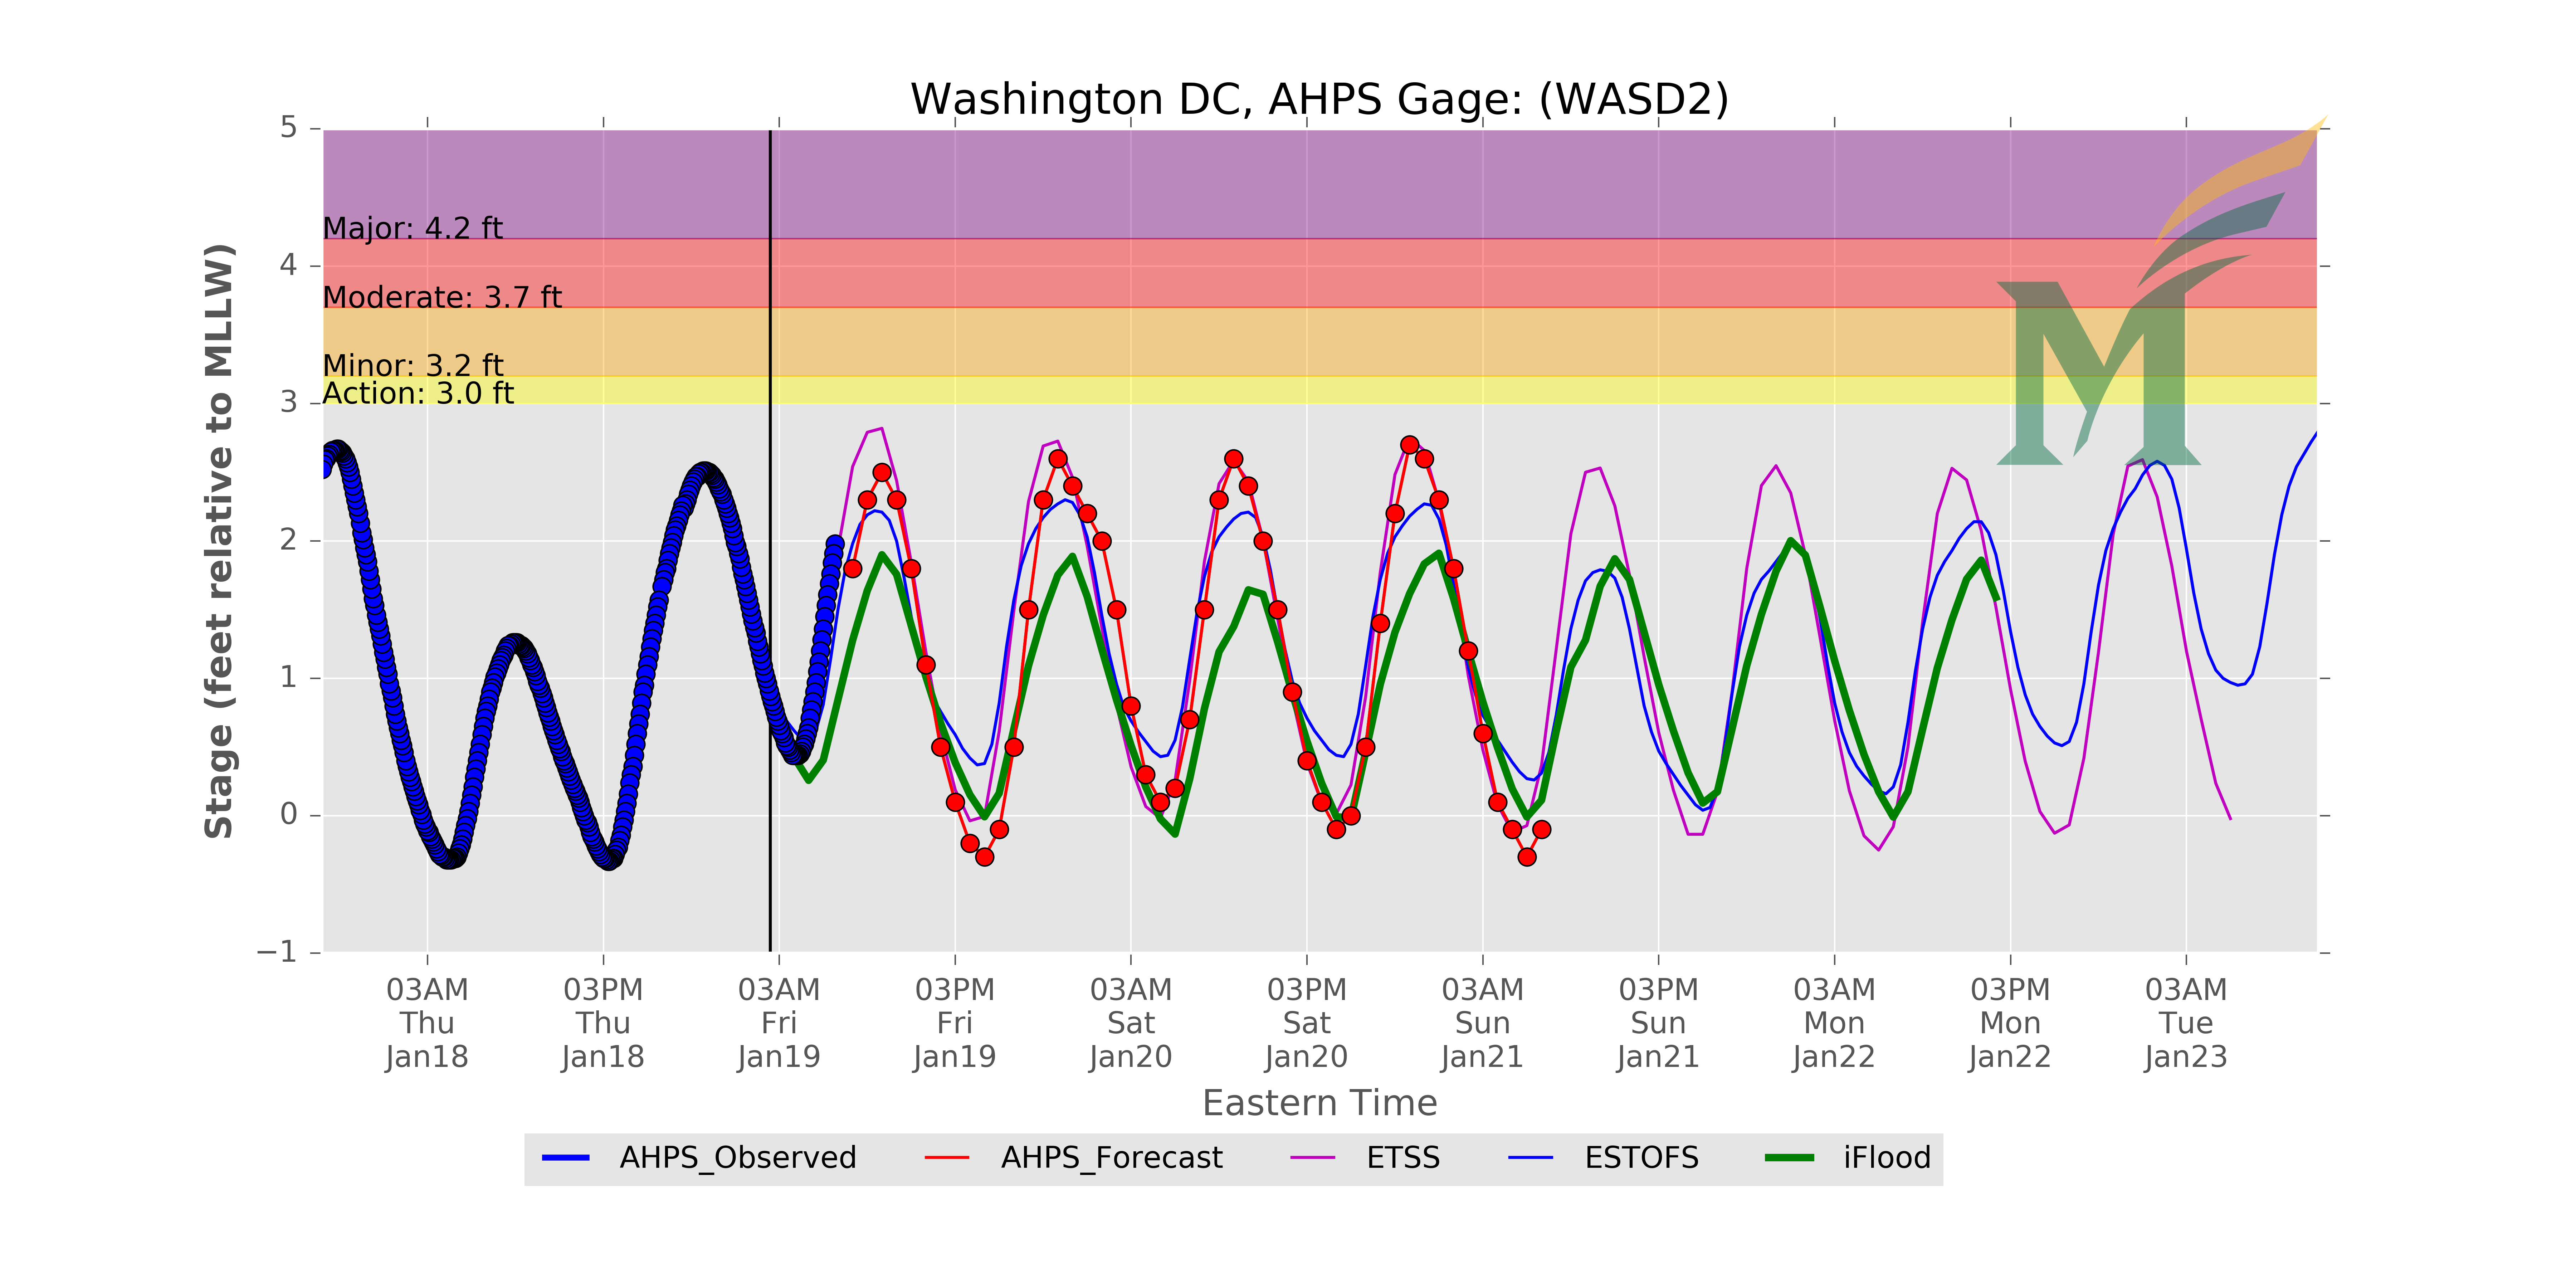 Washington DC, AHPS Gage: (WASD2)
Stage (feet relative to MLLW)
5
4
3
2
1
0
−1
Major: 4.2 ft
Moderate: 3.7 ft
Minor: 3.2 ft
Action: 3.0 ft
03AM 03PM 03AM 03PM 03AM 03PM 03AM 03PM 03AM 03PM 03AM
Thu Thu Fri Fri Sat Sat Sun Sun Mon Mon Tue
Jan18 Jan18 Jan19 Jan19 Jan20 Jan20 Jan21 Jan21 Jan22 Jan22 Jan23
Eastern Time
AHPS_Observed AHPS_Forecast ETSS ESTOFS iFlood